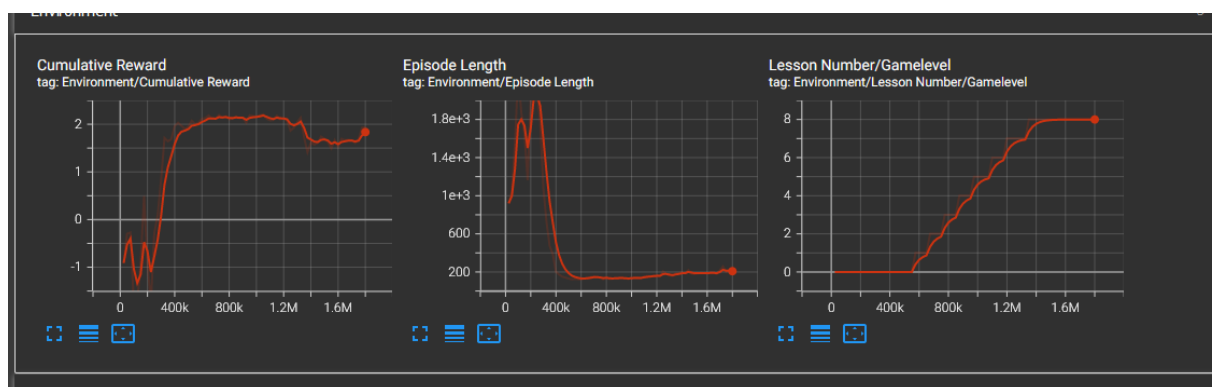 Environment
Cumulative Reward
tag: Environment/Cumulative Reward
2
1
0
-1
0 400k 800k 1.2M 1.6M
Episode Length
tag: Environment/Episode Length
1.8e+3
1.4e+3
1e+3
600
200
0 400k 800k 1.2M 1.6M
Lesson Number/Gamelevel
tag: Environment/Lesson Number/Gamelevel
8
6
4
2
0
0 400k 800k 1.2M 1.6M